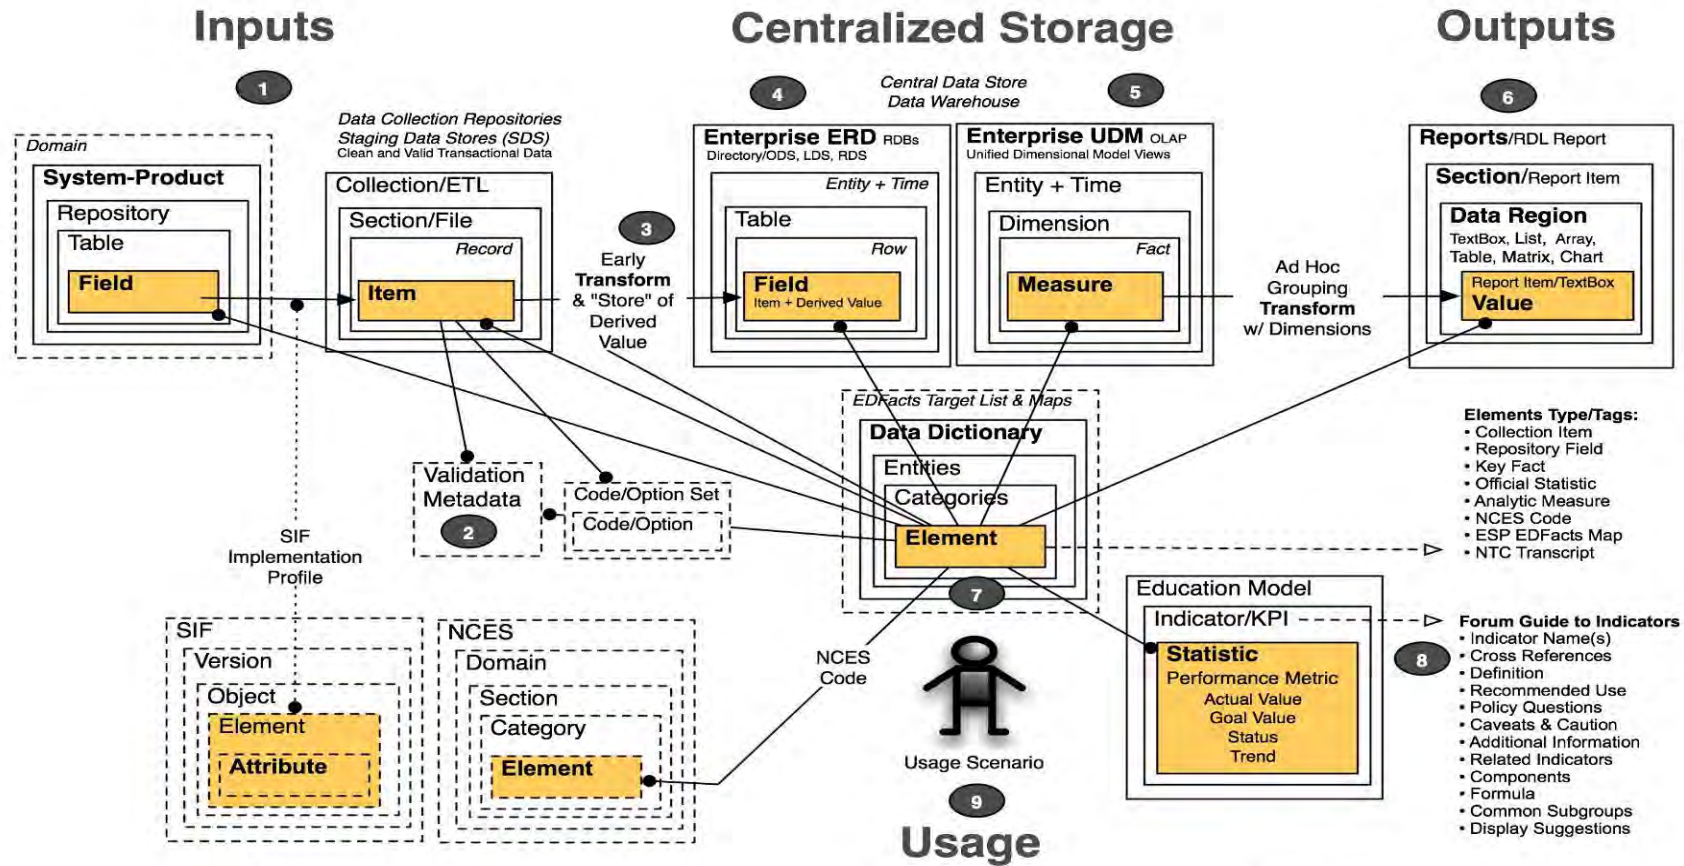 Inputs
Centralized Storage
Outputs
1
Domain
System-Product
Repository
Table
Field
Data Collection Repositories
Staging Data Stores (SDS)
Clean and Valid Transactional Data
Collection/ETL
Section/File
Record
Item
3
Early
Transform
& "Store" of
Derived
Value
4
Central Data Store
Data Warehouse
5
Enterprise ERD RDBs
Directory/ODS, LDS, RDS
Entity + Time
Table
Row
Field
Item + Derived Value
Enterprise UDM OLAP
Unified Dimensional Model Views
Entity + Time
Dimension
Fact
Measure
Ad Hoc
Grouping
Transform
w/ Dimensions
6
Reports/RDL Report
Section/Report Item
Data Region
TextBox, List, Array,
Table, Matrix, Chart
Report Item/TextBox
Value
Validation
Metadata
2
Code/Option Set
Code/Option
EDFacts Target List & Maps
Data Dictionary
Entities
Categories
Element
7
Elements Type/Tags:
• Collection Item
• Repository Field
• Key Fact
• Official Statistic
• Analytic Measure
• NCES Code
• ESP EDFacts Map
• NTC Transcript
SIF
Implementation
Profile
SIF
Version
Object
Element
Attribute
NCES
Domain
Section
Category
Element
NCES
Code
Usage Scenario
9
Usage
Education Model
Indicator/KPI
Statistic
Performance Metric
Actual Value
Goal Value
Status
Trend
8
Forum Guide to Indicators
• Indicator Name(s)
• Cross References
• Definition
• Recommended Use
• Policy Questions
• Caveats & Caution
• Additional Information
• Related Indicators
• Components
• Formula
• Common Subgroups
• Display Suggestions